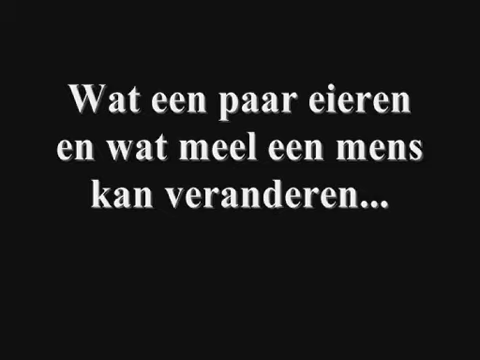 Wat een paar eieren
en wat meel een mens
kan veranderen...